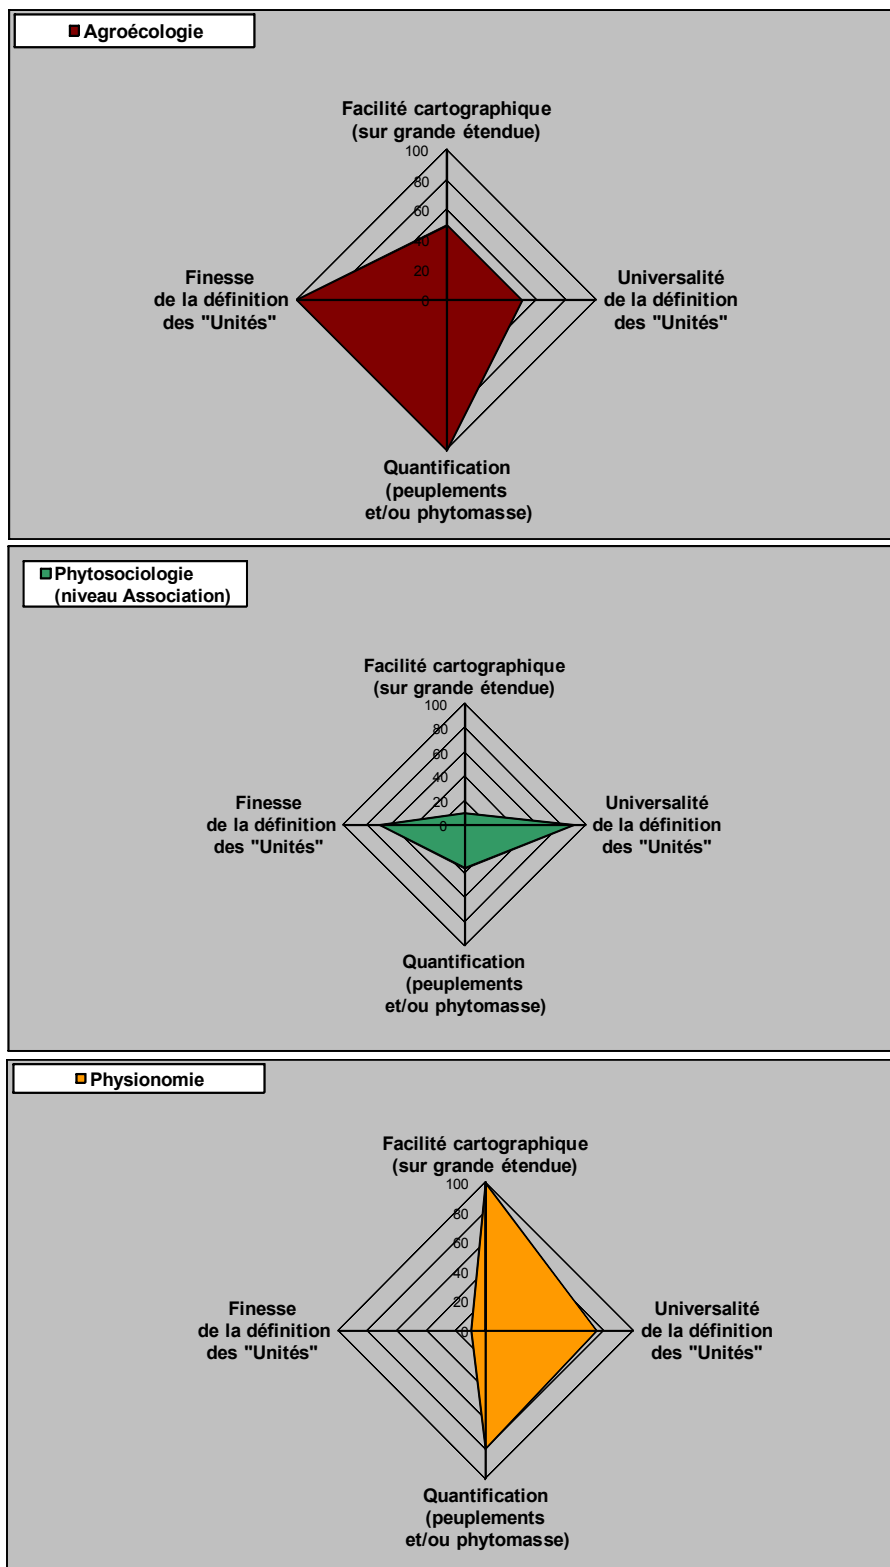 Agroécologie
Facilité cartographique
(sur grande étendue)
100
80
60
40
20
0
Finesse
de la définition
des "Unités"
Universalité
de la définition
des "Unités"
Quantification
(peuplements
et/ou phytomasse)
Phytosociologie
(niveau Association)
Facilité cartographique
(sur grande étendue)
100
80
60
40
20
0
Finesse
de la définition
des "Unités"
Universalité
de la définition
des "Unités"
Quantification
(peuplements
et/ou phytomasse)
Physionomie
Facilité cartographique
(sur grande étendue)
100
80
60
40
20
0
Finesse
de la définition
des "Unités"
Universalité
de la définition
des "Unités"
Quantification
(peuplements
et/ou phytomasse)